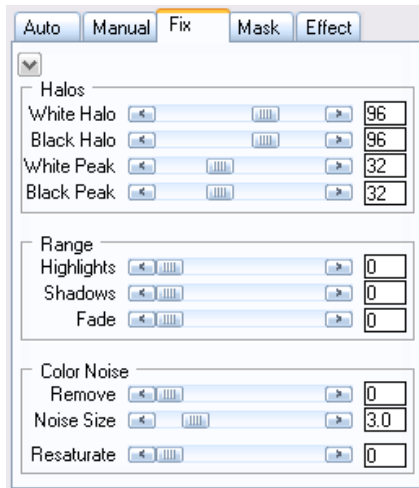 Auto Manual Fix Mask Effect
Halos
White Halo 96
Black Halo 96
White Peak 32
Black Peak 32
Range
Highlights 0
Shadows 0
Fade 0
Color Noise
Remove 0
Noise Size 3.0
Resaturate 0